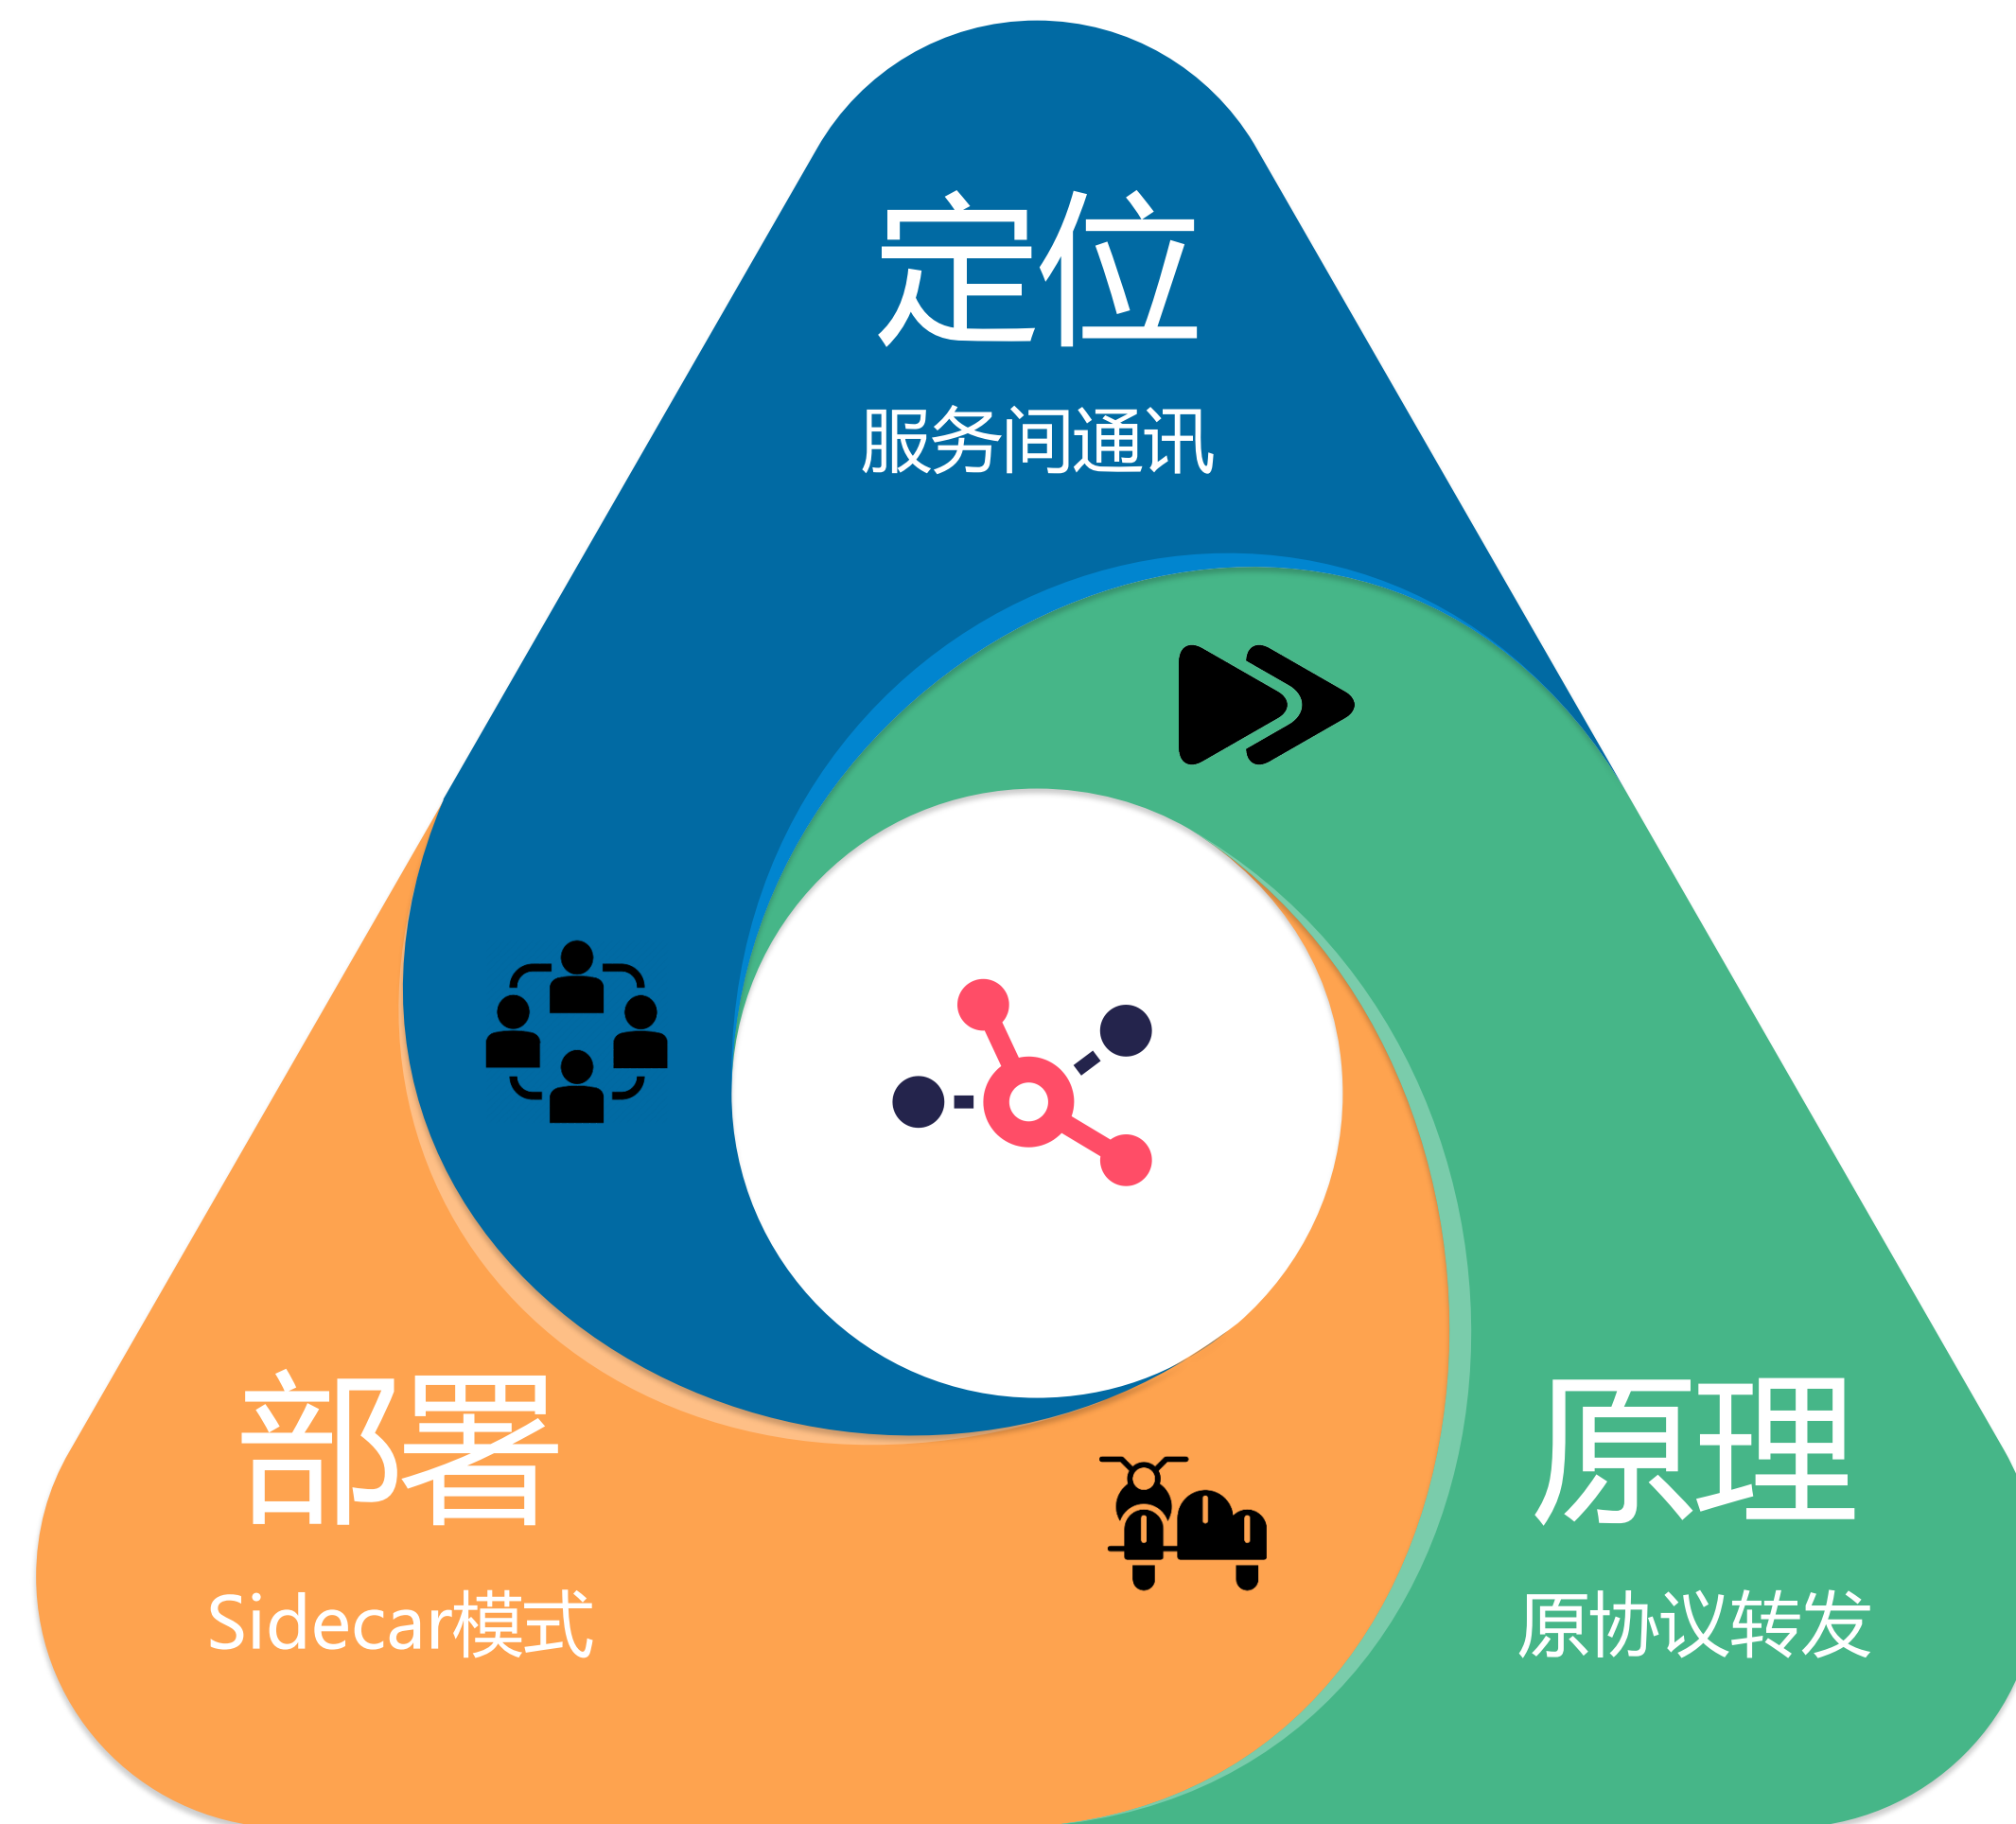 定位
服务间通讯
部署
Sidecar模式
原理
原协议转发